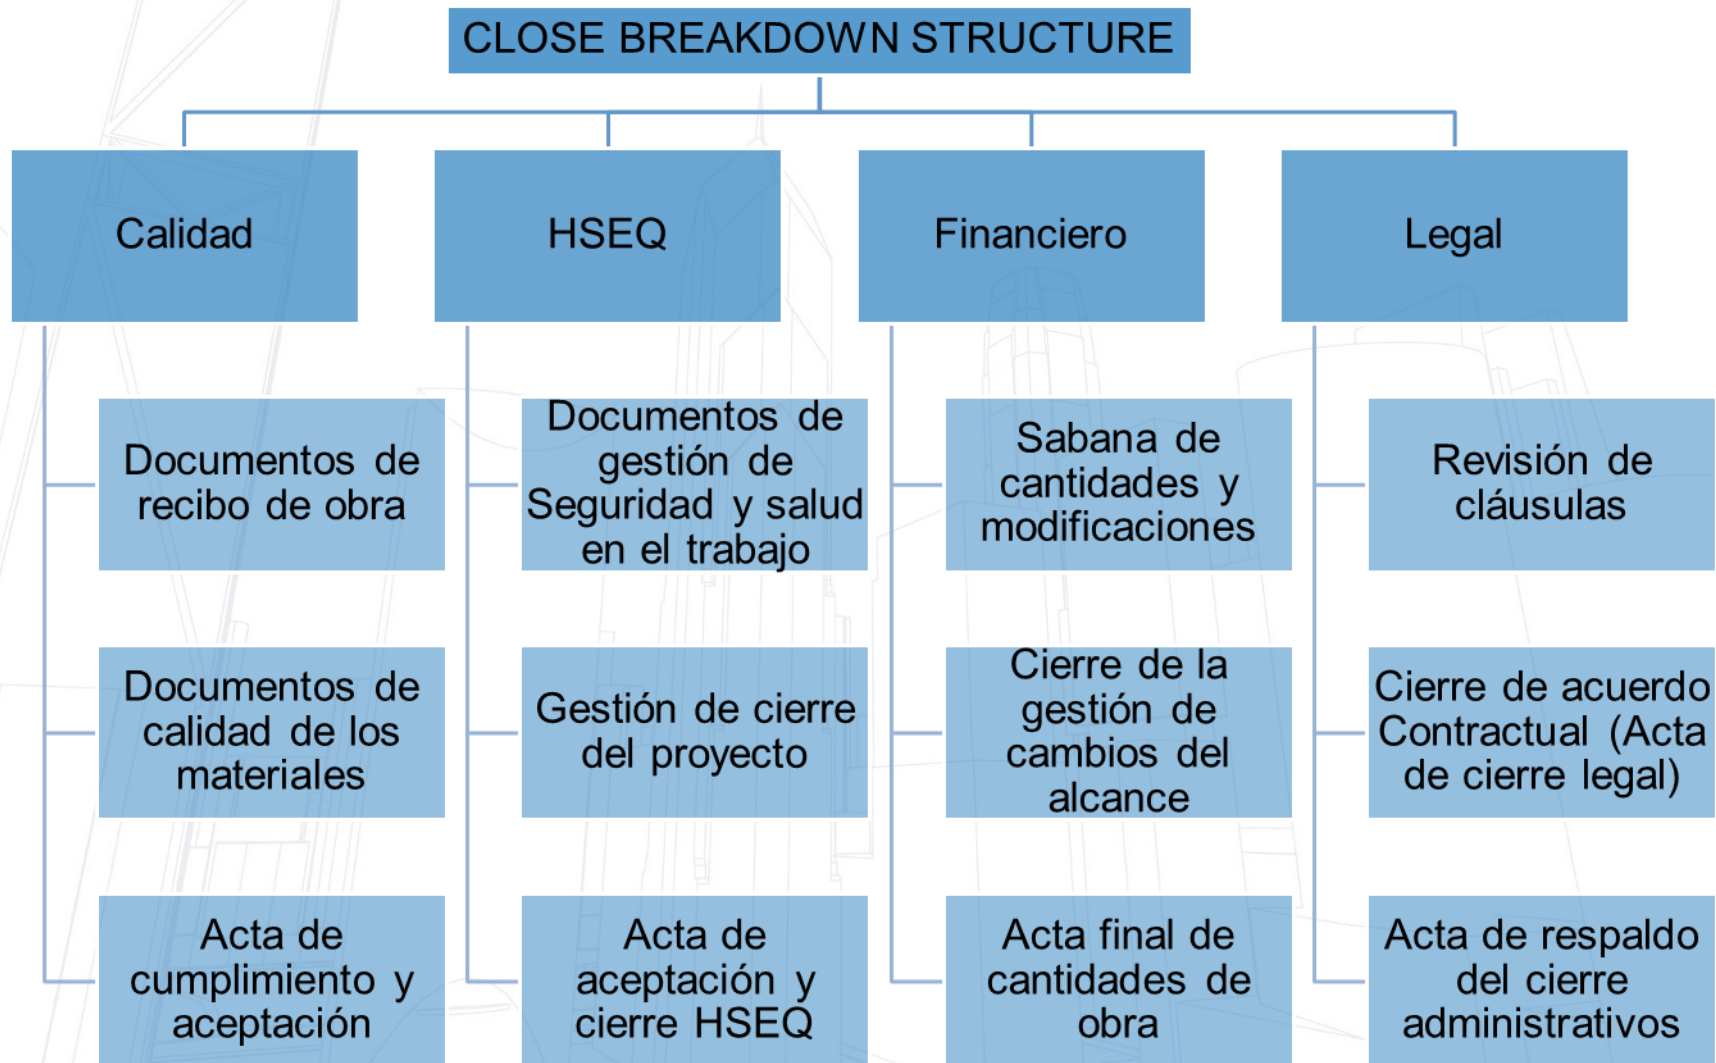 CLOSE BREAKDOWN STRUCTURE
Calidad
HSEQ
Financiero
Legal
Documentos de
recibo de obra
Documentos de
gestión de
Seguridad y salud
en el trabajo
Sabana de
cantidades y
modificaciones
Revisión de
cláusulas
Documentos de
calidad de los
materiales
Gestión de cierre
del proyecto
Cierre de la
gestión de
cambios del
alcance
Cierre de acuerdo
Contractual (Acta
de cierre legal)
Acta de
cumplimiento y
aceptación
Acta de
aceptación y
cierre HSEQ
Acta final de
cantidades de
obra
Acta de respaldo
del cierre
administrativos